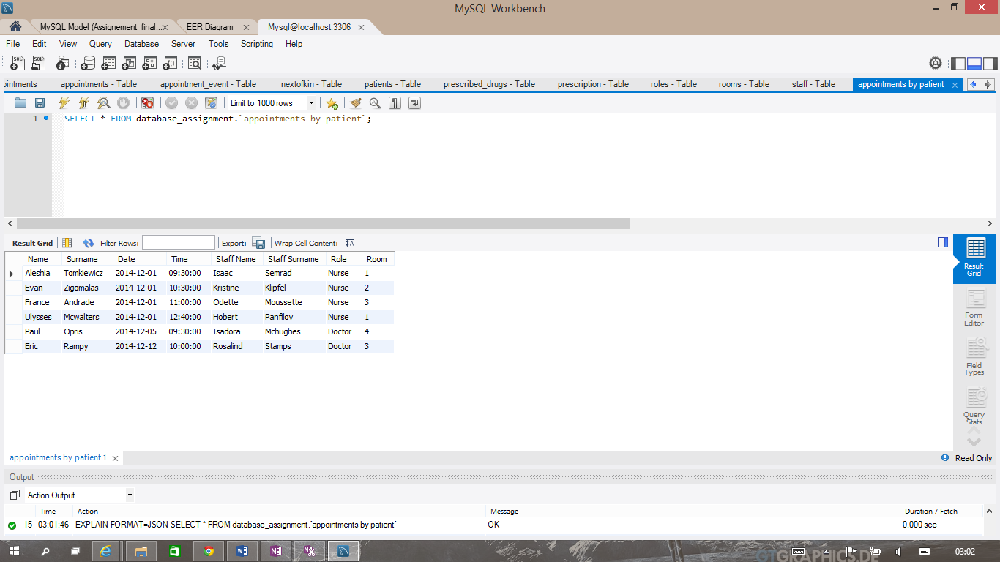 MySQL Workbench
MySQL Model (Assignement_final... EER Diagram Mysql@localhost:3306
File Edit View Query Database Server Tools Scripting Help
ointments appointments - Table appointment_event - Table nextofkin - Table patients - Table prescribed_drugs - Table prescription - Table roles - Table rooms - Table staff - Table appointments by patient
Limit to 1000 rows
1 SELECT * FROM database_assignment.`appointments by patient`;
Result Grid Filter Rows: Export: Wrap Cell Content:
Name Surname Date Time Staff Name Staff Surname Role Room
Aleshia Tomkiewicz 2014-12-01 09:30:00 Isaac Semrad Nurse 1
Evan Zigomalas 2014-12-01 10:30:00 Kristine Klipfel Nurse 2
France Andrade 2014-12-01 11:00:00 Odette Moussette Nurse 3
Ulysses Mcwalters 2014-12-01 12:40:00 Hobert Panfilov Nurse 1
Paul Opris 2014-12-05 09:30:00 Isadora Mchughes Doctor 4
Eric Rampy 2014-12-12 10:00:00 Rosalind Stamps Doctor 3
Result
Grid
Form
Editor
Field
Types
Query
Stats
appointments by patient 1
Read Only
Output
Action Output
Time Action Message Duration / Fetch
15 03:01:46 EXPLAIN FORMAT=JSON SELECT * FROM database_assignment.`appointments by patient` OK 0.000 sec
GTGRAPHICS.DE
03:02